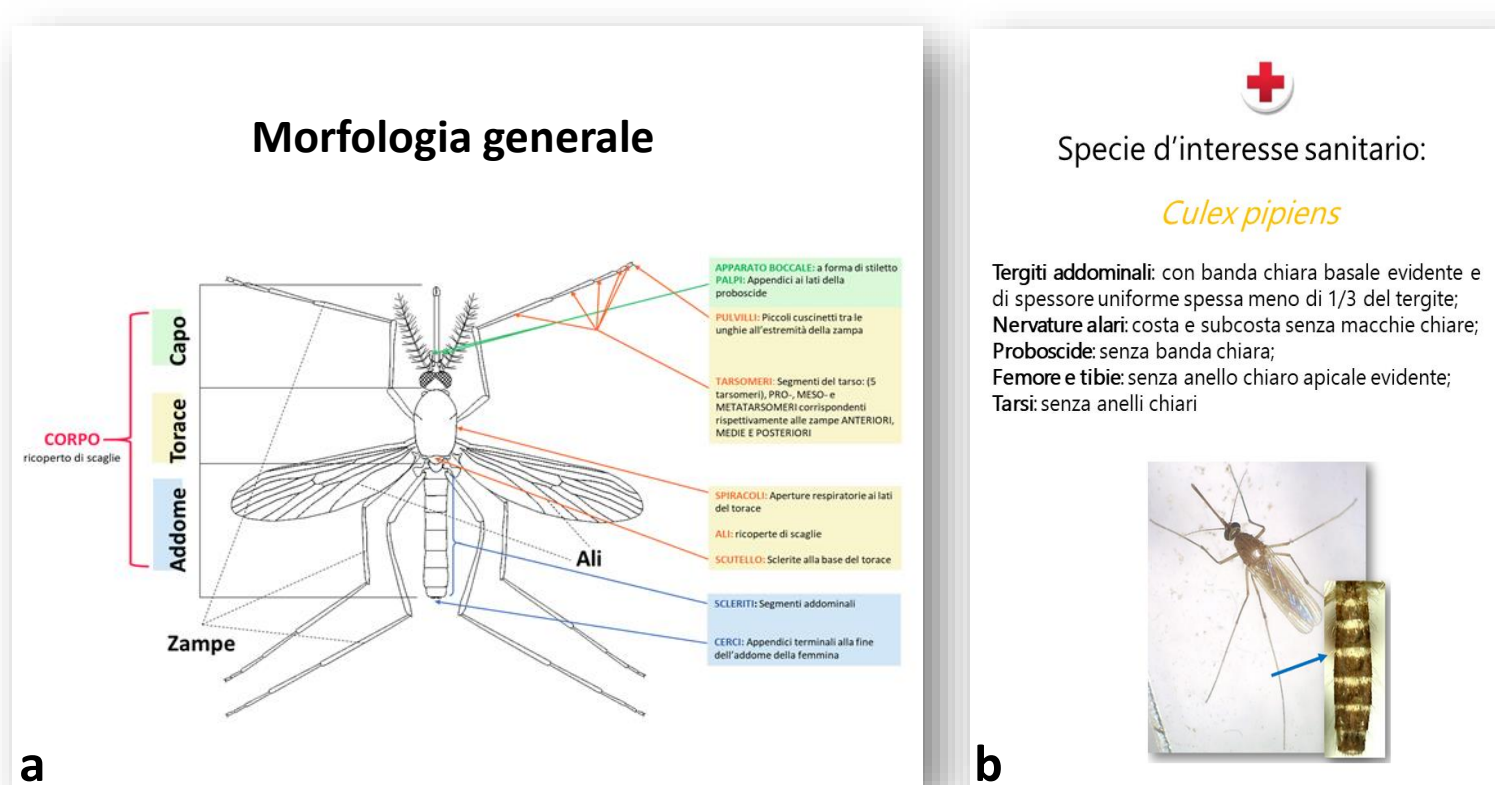 Morfologia generale
Capo
Torace
Addome
CORPO
ricoperto di scaglie
Zampe
Ali
APPARATO BOCCALE: a forma di stiletto
PALPI: Appendici ai lati della
proboscide
PULVILLI: Piccoli cuscinetti tra le
unghie all'estremità della zampa
TARSOMERI: Segmenti del tarso: (5
tarsomeri), PRO-, MESO- e
METATARSOMERI corrispondenti
rispettivamente alle zampe ANTERIORI,
MEDIE E POSTERIORI
SPIRACOLI: Aperture respiratorie ai lati
del torace
ALI: ricoperte di scaglie
SCUTELLO: Sclerite alla base del torace
SCLERITI: Segmenti addominali
CERCI: Appendici terminali alla fine
dell'addome della femmina
a
Specie d'interesse sanitario:
Culex pipiens
Tergiti addominali: con banda chiara basale evidente e
di spessore uniforme spessa meno di 1/3 del tergite;
Nervature alari: costa e subcosta senza macchie chiare;
Proboscide: senza banda chiara;
Femore e tibie: senza anello chiaro apicale evidente;
Tarsi: senza anelli chiari
b